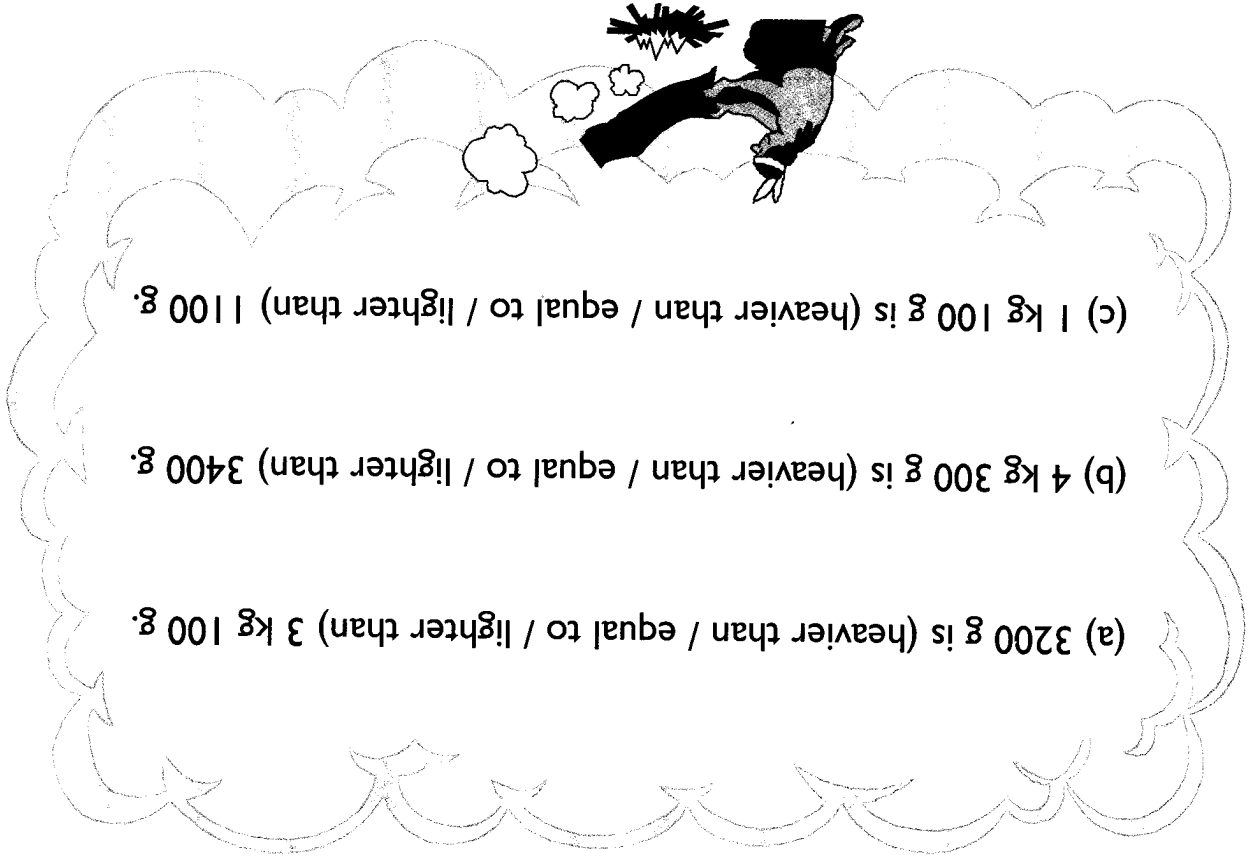 (a) 3200 g is (heavier than / equal to / lighter than) 3 kg 100 g.
(b) 4 kg 300 g is (heavier than / equal to / lighter than) 3400 g.
(c) 1 kg 100 g is (heavier than / equal to / lighter than) 1100 g.